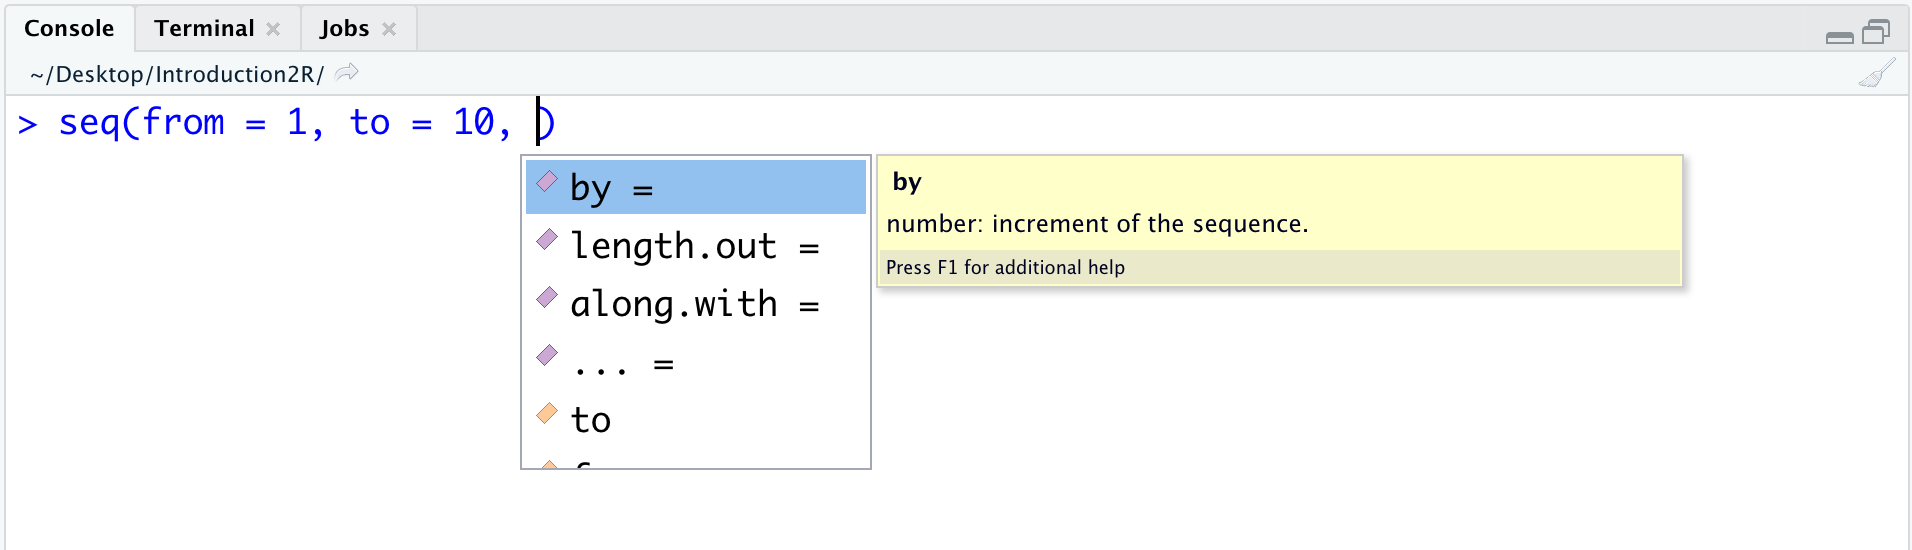 Console Terminal Jobs
~/Desktop/Introduction2R/
> seq(from = 1, to = 10, )
by =
length.out =
along.with =
... =
to
by
number: increment of the sequence.
Press F1 for additional help